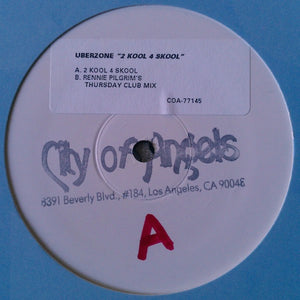 UBERZONE "2 KOOL 4 SKOOL"
A. 2 KOOL 4 SKOOL
B. RENNIE PILGRIM'S
THURSDAY CLUB MIX
COA-77145
City of Angels
8391 Beverly Blvd., #184, Los Angeles, CA 90048
A